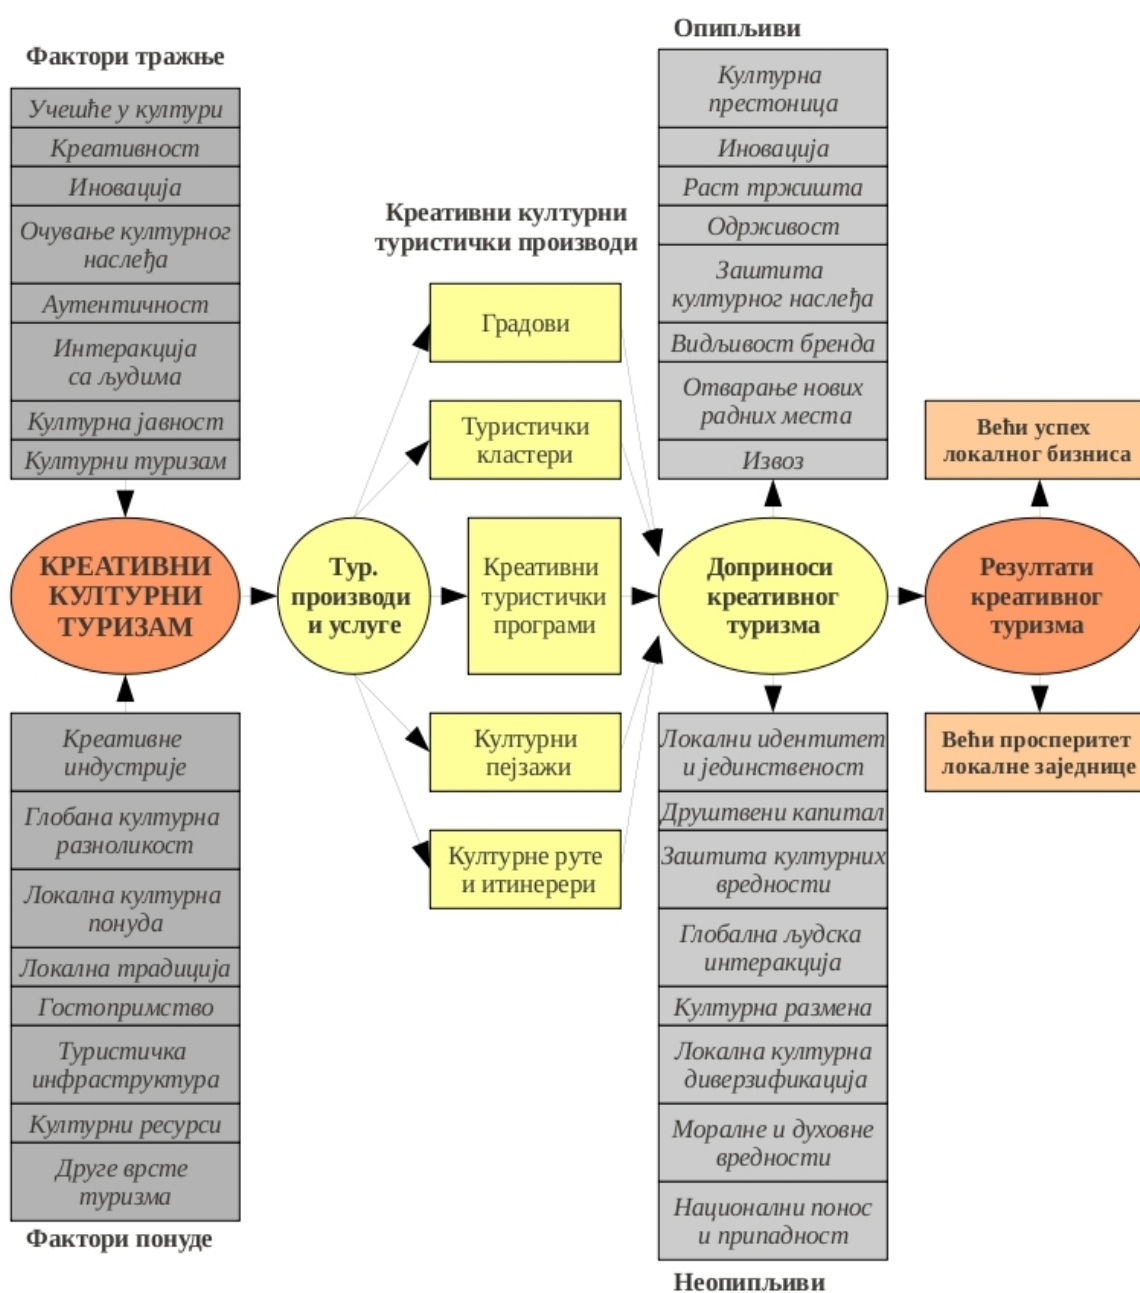 Фактори тражње
Учешће у култури
Креативност
Иновација
Очување културног
наслеђа
Аутентичност
Интеракција
са људима
Културна јавност
Културни туризам
КРЕАТИВНИ
КУЛТУРНИ
ТУРИЗАМ
Креативне
индустрије
Глобана културна
разноликост
Локална културна
понуда
Локална традиција
Гостопримство
Туристичка
инфраструктура
Културни ресурси
Друге врсте
туризма
Фактори понуде
Тур.
производи
и услуге
Креативни културни
туристички производи
Градови
Туристички
кластери
Креативни
туристички
програми
Културни
пејзажи
Културне руте
и итинерери
Опипљиви
Културна
престоница
Иновација
Раст тржишта
Одрживост
Заштита
културног наслеђа
Видљивост бренда
Отварање нових
радних места
Извоз
Доприноси
креативног
туризма
Локални идентитет
и јединственост
Друштвени капитал
Заштита културних
вредности
Глобална људска
интеракција
Културна размена
Локална културна
диверзификација
Моралне и духовне
вредности
Национални понос
и припадност
Неопипљиви
Већи успех
локалног бизниса
Резултати
креативног
туризма
Већи просперитет
локалне заједнице